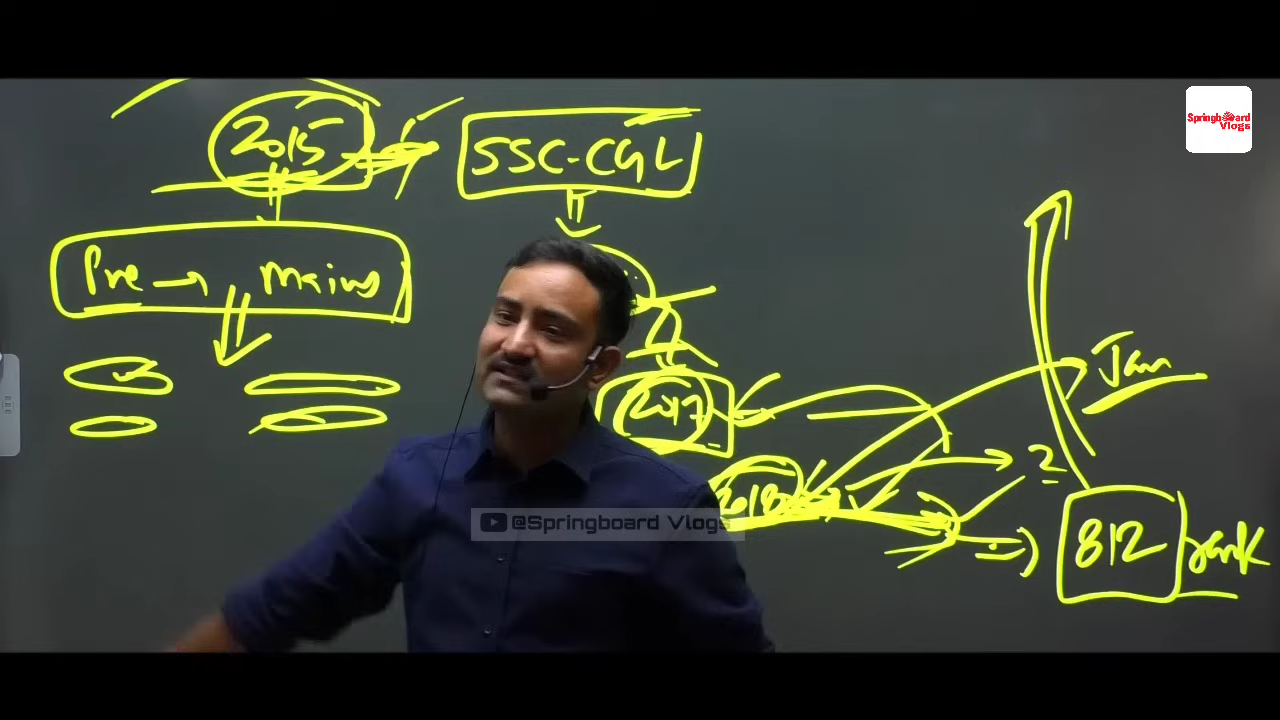 2015
SSC-CGL
Springboard
Vlogs
Pre → Mains
Jan
2017
2
2018
@Springboard Vlogs
812 rank